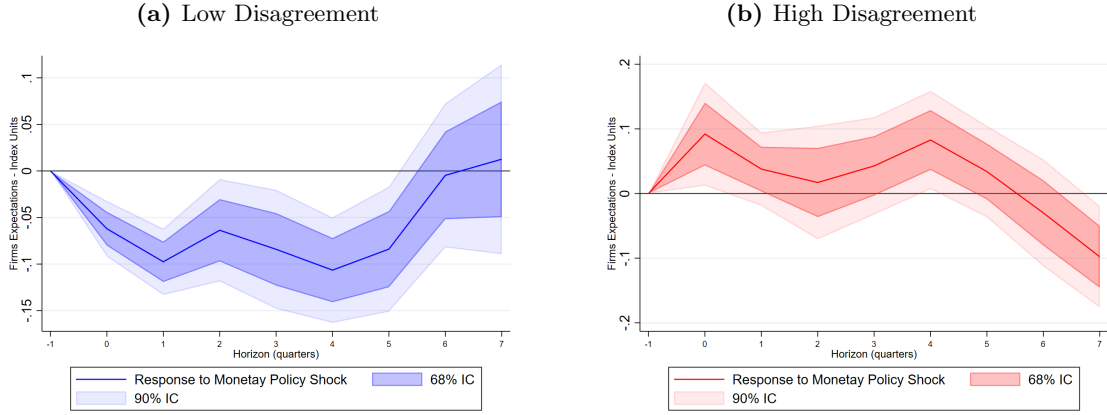 (a) Low Disagreement
Firms Expectations - Index Units
.1
.05
0
-.05
-.1
-.15
-1 0 1 2 3 4 5 6 7
Horizon (quarters)
Response to Monetay Policy Shock 68% IC
90% IC
(b) High Disagreement
Firms Expectations - Index Units
.2
.1
0
-.1
-.2
-1 0 1 2 3 4 5 6 7
Horizon (quarters)
Response to Monetay Policy Shock 68% IC
90% IC